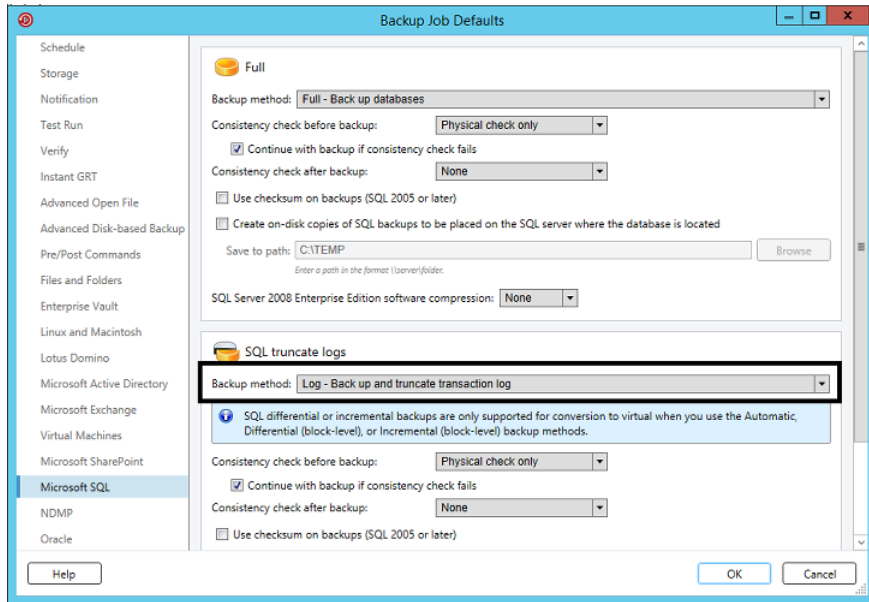 Backup Job Defaults
Schedule
Storage
Notification
Test Run
Verify
Instant GRT
Advanced Open File
Advanced Disk-based Backup
Pre/Post Commands
Files and Folders
Enterprise Vault
Linux and Macintosh
Lotus Domino
Microsoft Active Directory
Microsoft Exchange
Virtual Machines
Microsoft SharePoint
Microsoft SQL
NDMP
Oracle
Full
Backup method: Full - Back up databases
Consistency check before backup: Physical check only
Continue with backup if consistency check fails
Consistency check after backup: None
Use checksum on backups (SQL 2005 or later)
Create on-disk copies of SQL backups to be placed on the SQL server where the database is located
Save to path: C:\TEMP Browse
Enter a path in the format \\server\folder.
SQL Server 2008 Enterprise Edition software compression: None
SQL truncate logs
Backup method: Log - Back up and truncate transaction log
SQL differential or incremental backups are only supported for conversion to virtual when you use the Automatic,
Differential (block-level), or Incremental (block-level) backup methods.
Consistency check before backup: Physical check only
Continue with backup if consistency check fails
Consistency check after backup: None
Use checksum on backups (SQL 2005 or later)
Help OK Cancel